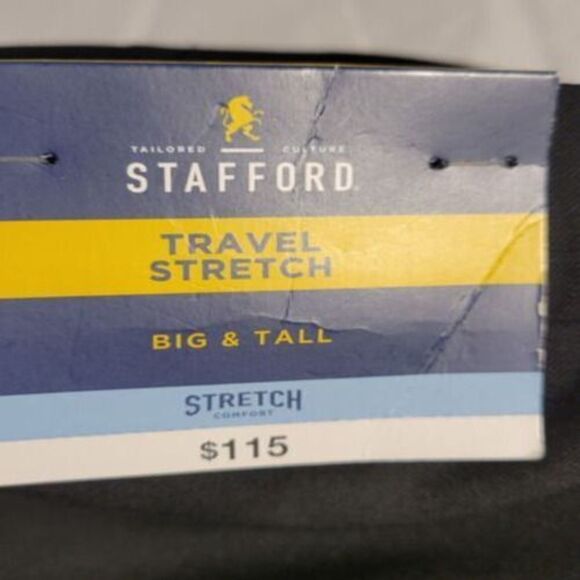 TAILORED CULTURE
STAFFORD
TRAVEL
STRETCH
BIG & TALL
STRETCH
COMFORT
$115